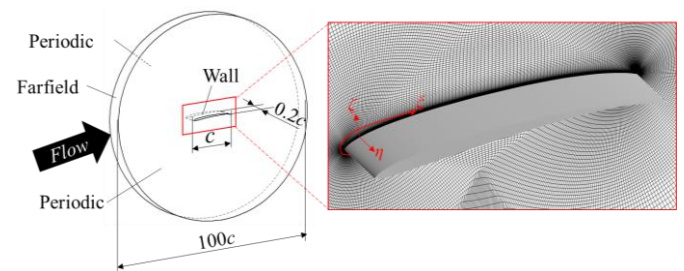 Periodic
Farfield
Wall
0.2c
c
Flow
Periodic
100c
ζ
ξ
η